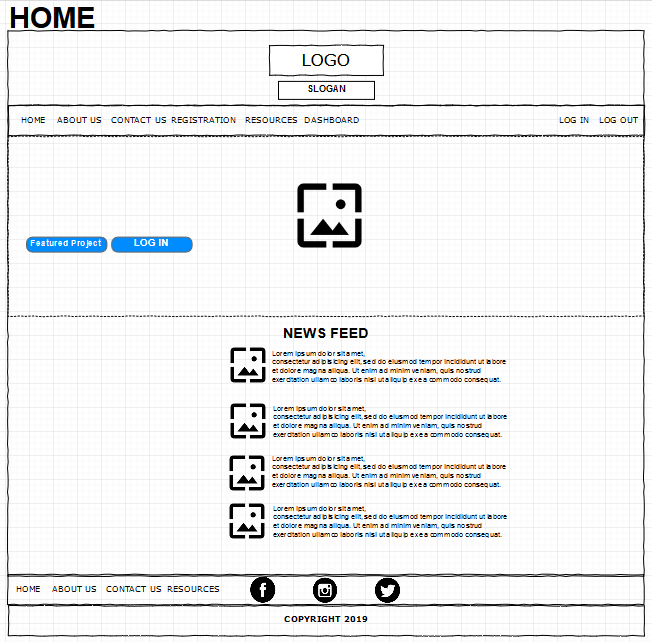 HOME
LOGO
SLOGAN
HOME ABOUT US CONTACT US REGISTRATION RESOURCES DASHBOARD LOG IN LOG OUT
Featured Project LOG IN
NEWS FEED
Lorem ipsum dolor sit amet,
consectetur adipisicing elit, sed do eiusmod tempor incididunt ut labore
et dolore magna aliqua. Ut enim ad minim veniam, quis nostrud
exercitation ullamco laboris nisi ut aliquip ex ea commodo consequat.
Lorem ipsum dolor sit amet,
consectetur adipisicing elit, sed do eiusmod tempor incididunt ut labore
et dolore magna aliqua. Ut enim ad minim veniam, quis nostrud
exercitation ullamco laboris nisi ut aliquip ex ea commodo consequat.
Lorem ipsum dolor sit amet,
consectetur adipisicing elit, sed do eiusmod tempor incididunt ut labore
et dolore magna aliqua. Ut enim ad minim veniam, quis nostrud
exercitation ullamco laboris nisi ut aliquip ex ea commodo consequat.
Lorem ipsum dolor sit amet,
consectetur adipisicing elit, sed do eiusmod tempor incididunt ut labore
et dolore magna aliqua. Ut enim ad minim veniam, quis nostrud
exercitation ullamco laboris nisi ut aliquip ex ea commodo consequat.
HOME ABOUT US CONTACT US RESOURCES
COPYRIGHT 2019